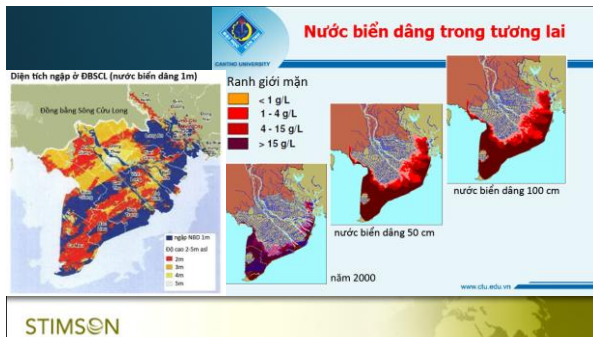 Nước biển dâng trong tương lai
CANTHO UNIVERSITY
Diện tích ngập ở ĐBSCL (nước biển dâng 1m)
Đồng bằng Sông Cửu Long
ngập NBD 1m
Độ cao 2-5m asl
2m
3m
4m
5m
Ranh giới mặn
< 1 g/L
1 - 4 g/L
4 - 15 g/L
> 15 g/L
năm 2000
nước biển dâng 50 cm
nước biển dâng 100 cm
www.ctu.edu.vn
STIMSON